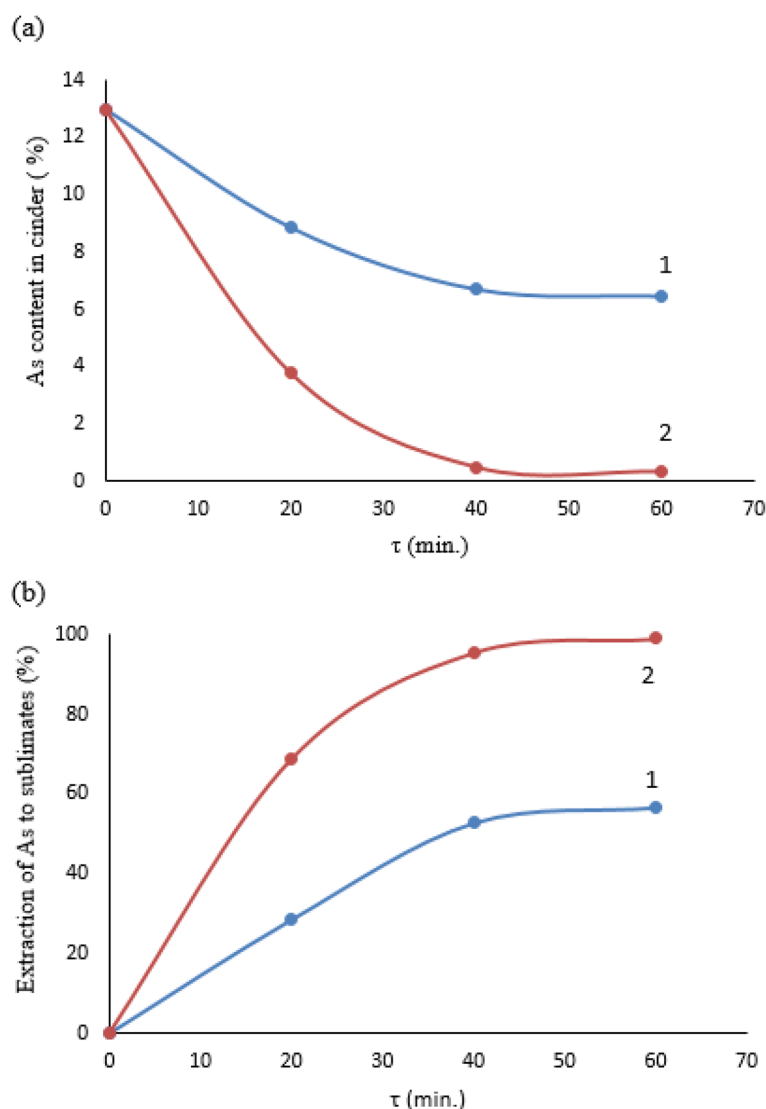 (a)
As content in cinder ( %)
14
12
10
8
6
4
2
0
1
2
0 10 20 30 40 50 60 70
τ (min.)
(b)
Extraction of As to sublimates (%)
100
80
60
40
20
0
2
1
0 10 20 30 40 50 60 70
τ (min.)